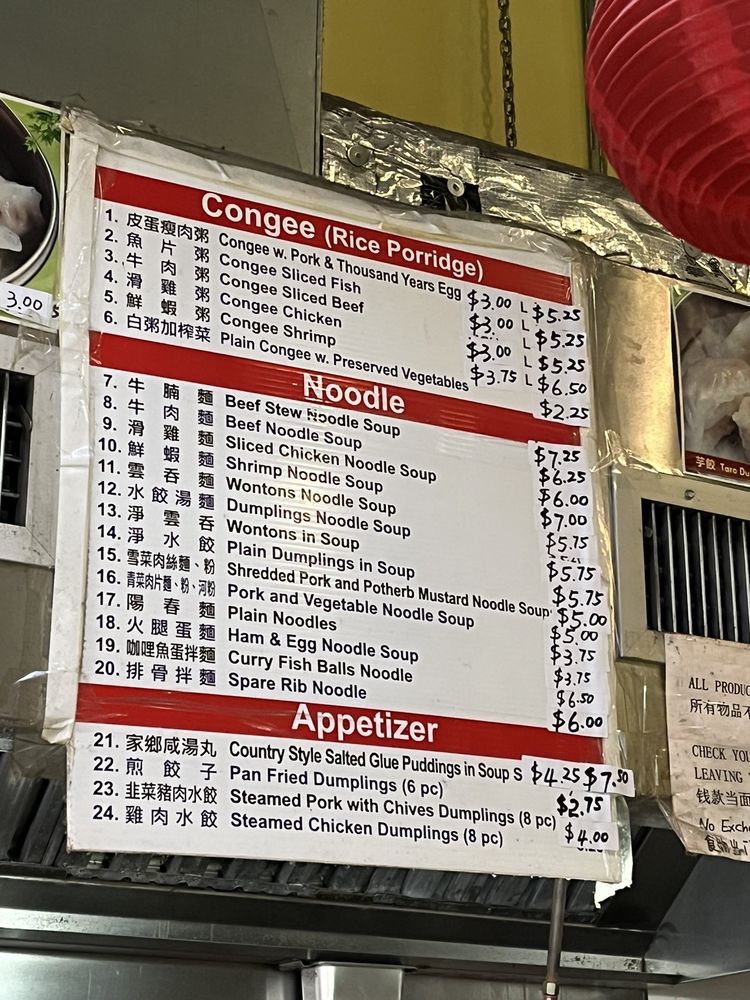 Congee (Rice Porridge)
1. 皮蛋瘦肉粥 Congee w. Pork & Thousand Years Egg
2. 魚片粥 Congee Sliced Fish
3. 牛肉粥 Congee Sliced Beef
4. 滑雞粥 Congee Chicken
5. 鮮蝦粥 Congee Shrimp
6. 白粥加榨菜 Plain Congee w. Preserved Vegetables
$3.00 L $5.25
$3.00 L $5.25
$3.00 L $5.25
$3.75 L $6.50
$2.25
Noodle
7. 牛腩麵 Beef Stew Noodle Soup
8. 牛肉麵 Beef Noodle Soup
9. 滑雞麵 Sliced Chicken Noodle Soup
10. 鮮蝦麵 Shrimp Noodle Soup
11. 雲吞麵 Wontons Noodle Soup
12. 水餃湯麵 Dumplings Noodle Soup
13. 淨雲吞 Wontons in Soup
14. 淨水餃 Plain Dumplings in Soup
15. 雪菜肉絲麵、粉 Shredded Pork and Potherb Mustard Noodle Soup
16. 青菜肉片麵、粉、河粉 Pork and Vegetable Noodle Soup
17. 陽春麵 Plain Noodles
18. 火腿蛋麵 Ham & Egg Noodle Soup
19. 咖哩魚蛋拌麵 Curry Fish Balls Noodle
20. 排骨拌麵 Spare Rib Noodle
$7.25
$6.25
$6.00
$7.00
$5.75
$5.75
$5.75
$5.00
$5.00
$3.75
$3.75
$6.50
$6.00
Appetizer
21. 家鄉咸湯丸 Country Style Salted Glue Puddings in Soup S $4.25 $7.50
22. 煎餃子 Pan Fried Dumplings (6 pc)
23. 韭菜豬肉水餃 Steamed Pork with Chives Dumplings (8 pc) $2.75
24. 雞肉水餃 Steamed Chicken Dumplings (8 pc) $4.00
3.00
芋餃 Taro Du
ALL PRODUC
所有物品不
CHECK YOU
LEAVING
钱款当面
No Exch